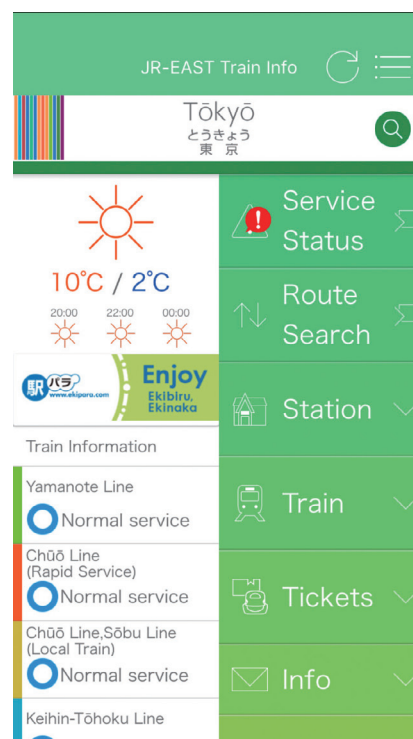 JR-EAST Train Info
Tōkyō
とうきょう
東 京
10°C / 2°C
20:00 22:00 00:00
駅パラ
www.ekipara.com
Enjoy
Ekibiru,
Ekinaka
Train Information
Yamanote Line
Normal service
Chūō Line
(Rapid Service)
Normal service
Chūō Line,Sōbu Line
(Local Train)
Normal service
Keihin-Tōhoku Line
Service
Status
Route
Search
Station
Train
Tickets
Info